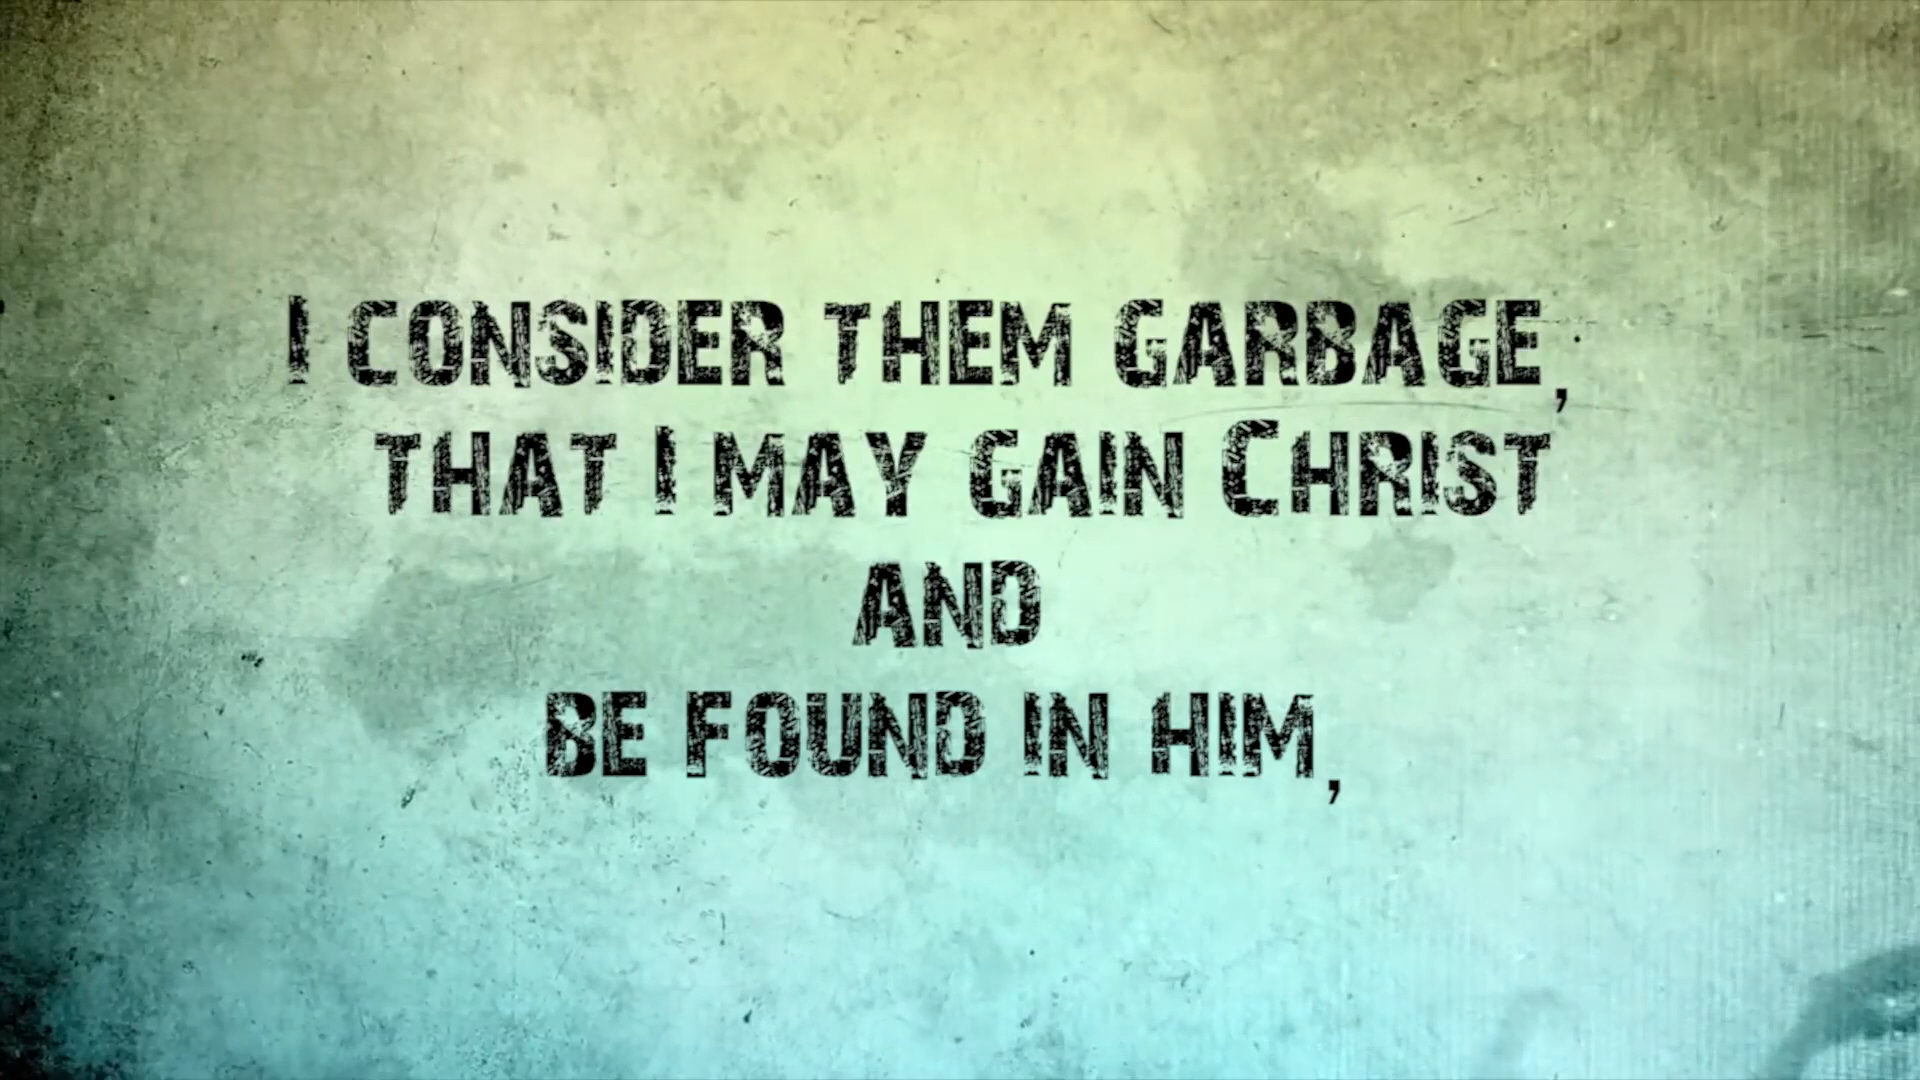 I CONSIDER THEM GARBAGE,
THAT I MAY GAIN CHRIST
AND
BE FOUND IN HIM,